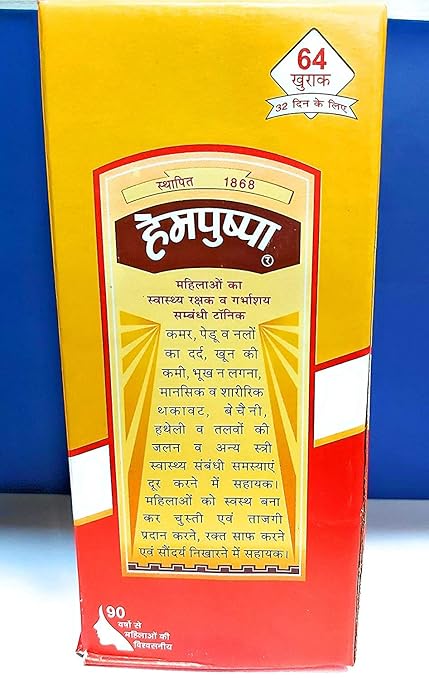 64
खुराक
32 दिन के लिए
स्थापित 1868
हेमपुष्पा
महिलाओं का
स्वास्थ्य रक्षक व गर्भाशय
सम्बंधी टॉनिक
कमर, पेडू व नलों
का दर्द, खून की
कमी, भूख न लगना,
मानसिक व शारीरिक
थकावट, बेचैनी,
हथेली व तलवों की
जलन व अन्य स्त्री
स्वास्थ्य संबंधी समस्याएं
दूर करने में सहायक।
महिलाओं को स्वस्थ बना
कर चुस्ती एवं ताजगी
प्रदान करने, रक्त साफ करने
एवं सौंदर्य निखारने में सहायक।
90
वर्षों से
महिलाओं की
विश्वसनीय